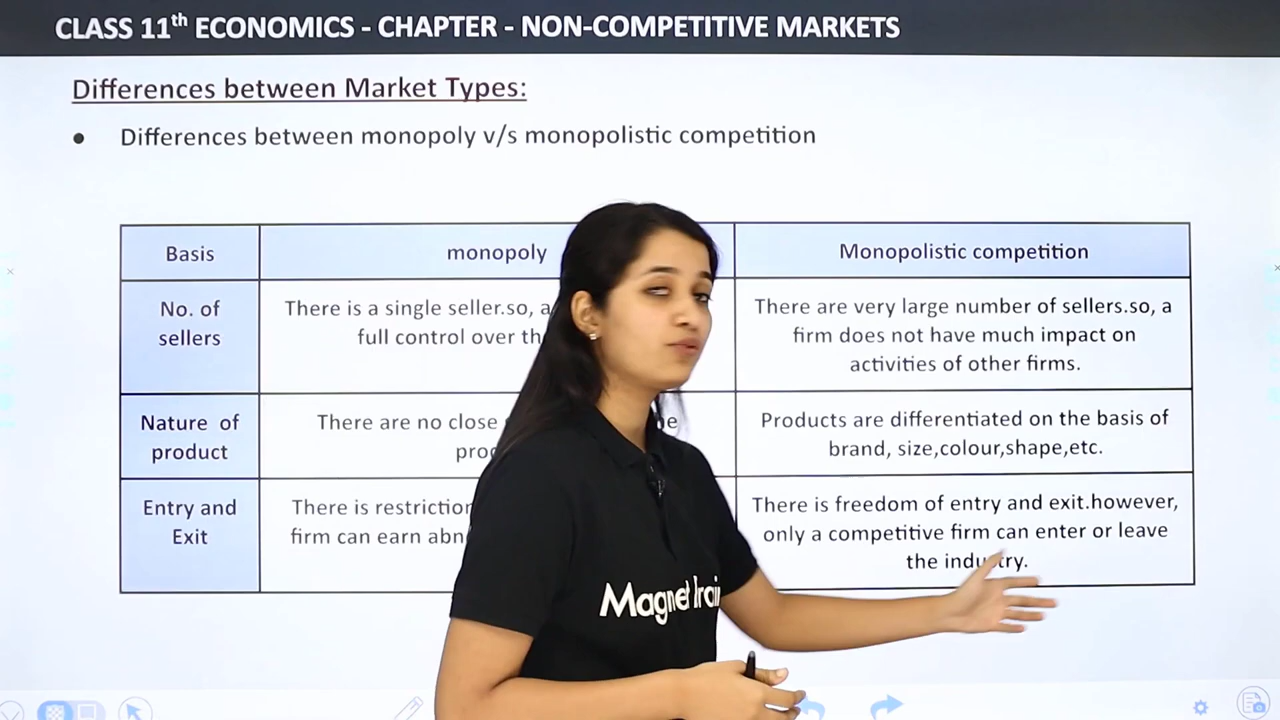 CLASS 11th ECONOMICS - CHAPTER - NON-COMPETITIVE MARKETS
Differences between Market Types:
● Differences between monopoly v/s monopolistic competition
Basis
monopoly
Monopolistic competition
No. of
sellers
There is a single seller.so, a
full control over
There are very large number of sellers.so, a
firm does not have much impact on
activities of other firms.
Nature of
product
There are no close
Products are differentiated on the basis of
brand, size,colour,shape,etc.
Entry and
Exit
There is
firm can earn
There is freedom of entry and exit.however,
only a competitive firm can enter or leave
the industry.
Magnet